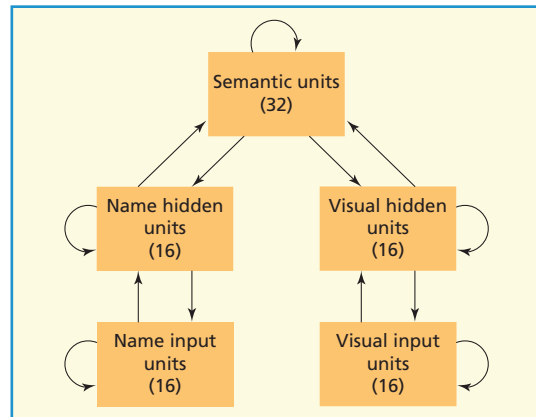 Semantic units
(32)
Name hidden
units
(16)
Visual hidden
units
(16)
Name input
units
(16)
Visual input
units
(16)